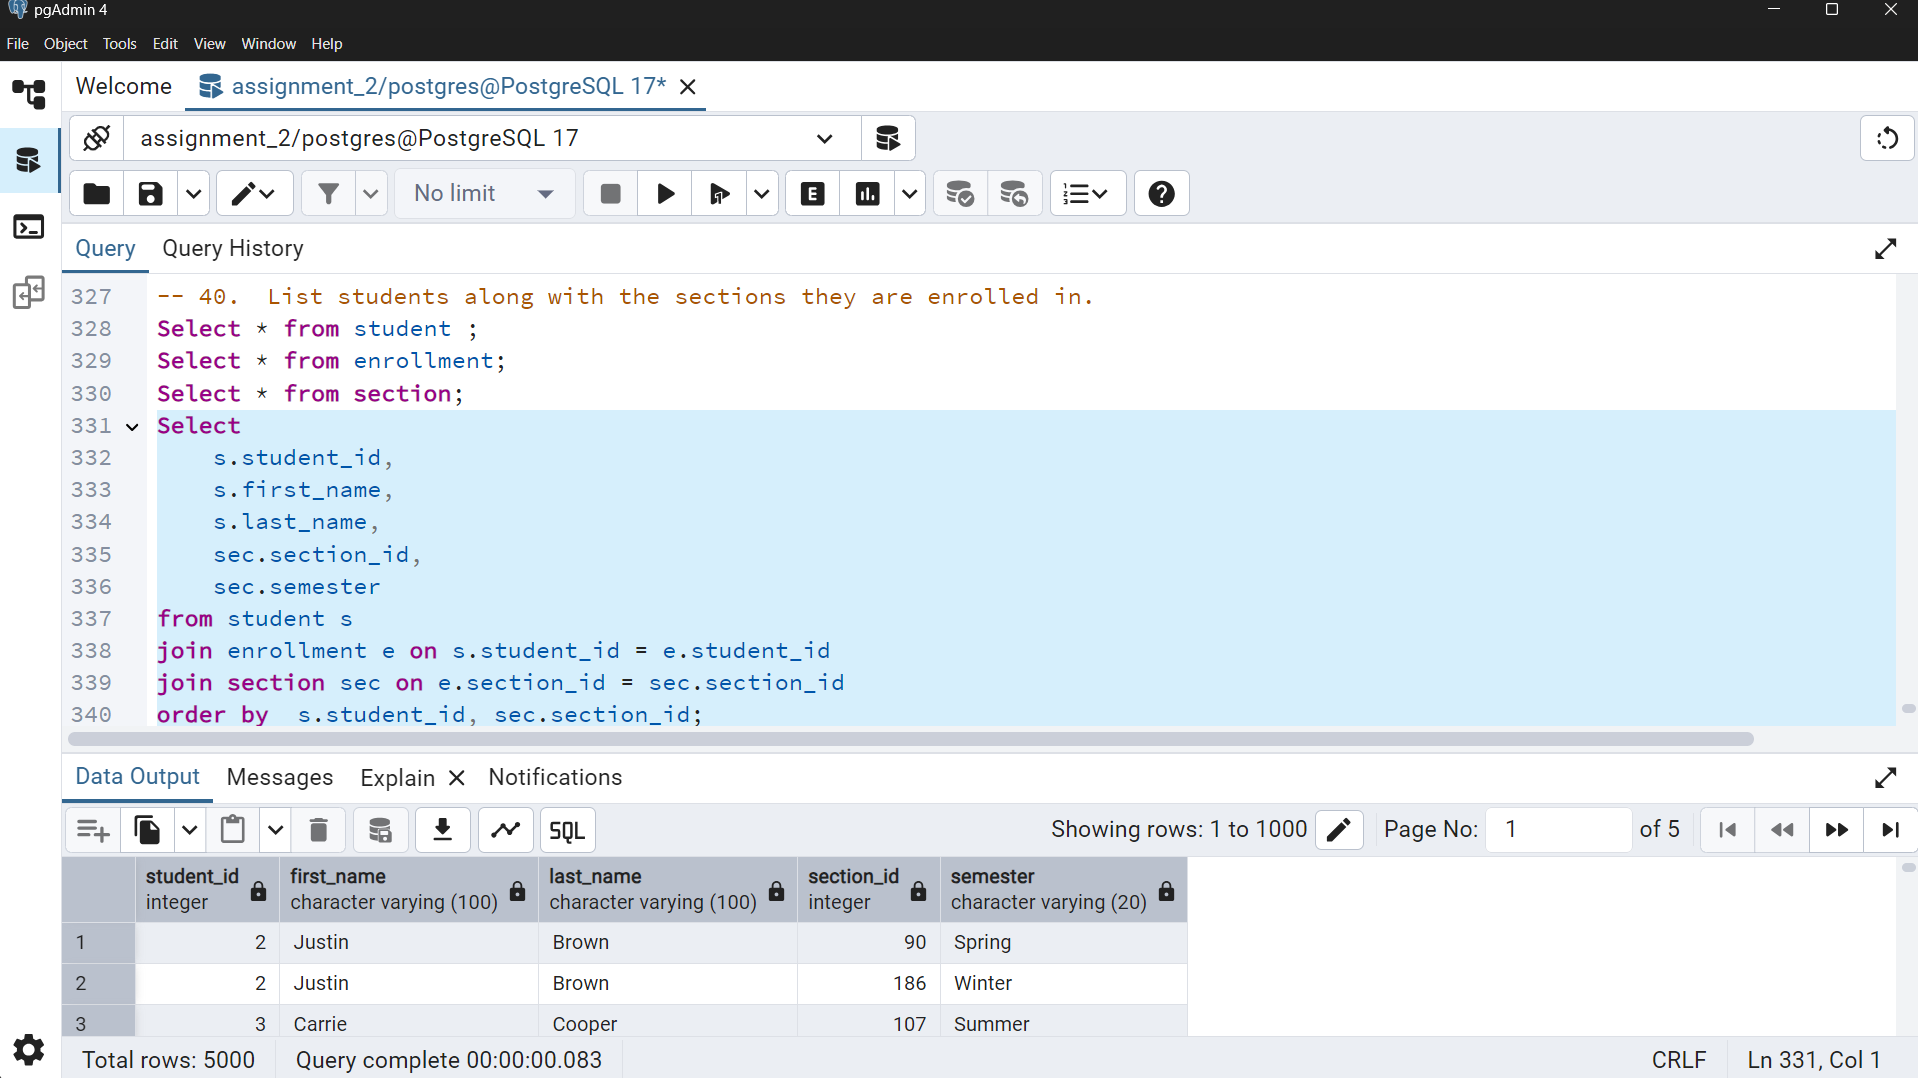 pgAdmin 4
File Object Tools Edit View Window Help
Welcome assignment_2/postgres@PostgreSQL 17*
assignment_2/postgres@PostgreSQL 17
No limit
E
Query Query History
327 -- 40.  List students along with the sections they are enrolled in.
328 Select * from student ;
329 Select * from enrollment;
330 Select * from section;
331 Select
332     s.student_id,
333     s.first_name,
334     s.last_name,
335     sec.section_id,
336     sec.semester
337 from student s
338 join enrollment e on s.student_id = e.student_id
339 join section sec on e.section_id = sec.section_id
340 order by  s.student_id, sec.section_id;
Data Output Messages Explain Notifications
SQL Showing rows: 1 to 1000 Page No: 1 of 5
student_id first_name last_name section_id semester
integer character varying (100) character varying (100) integer character varying (20)
1 2 Justin Brown 90 Spring
2 2 Justin Brown 186 Winter
3 3 Carrie Cooper 107 Summer
Total rows: 5000 Query complete 00:00:00.083 CRLF Ln 331, Col 1